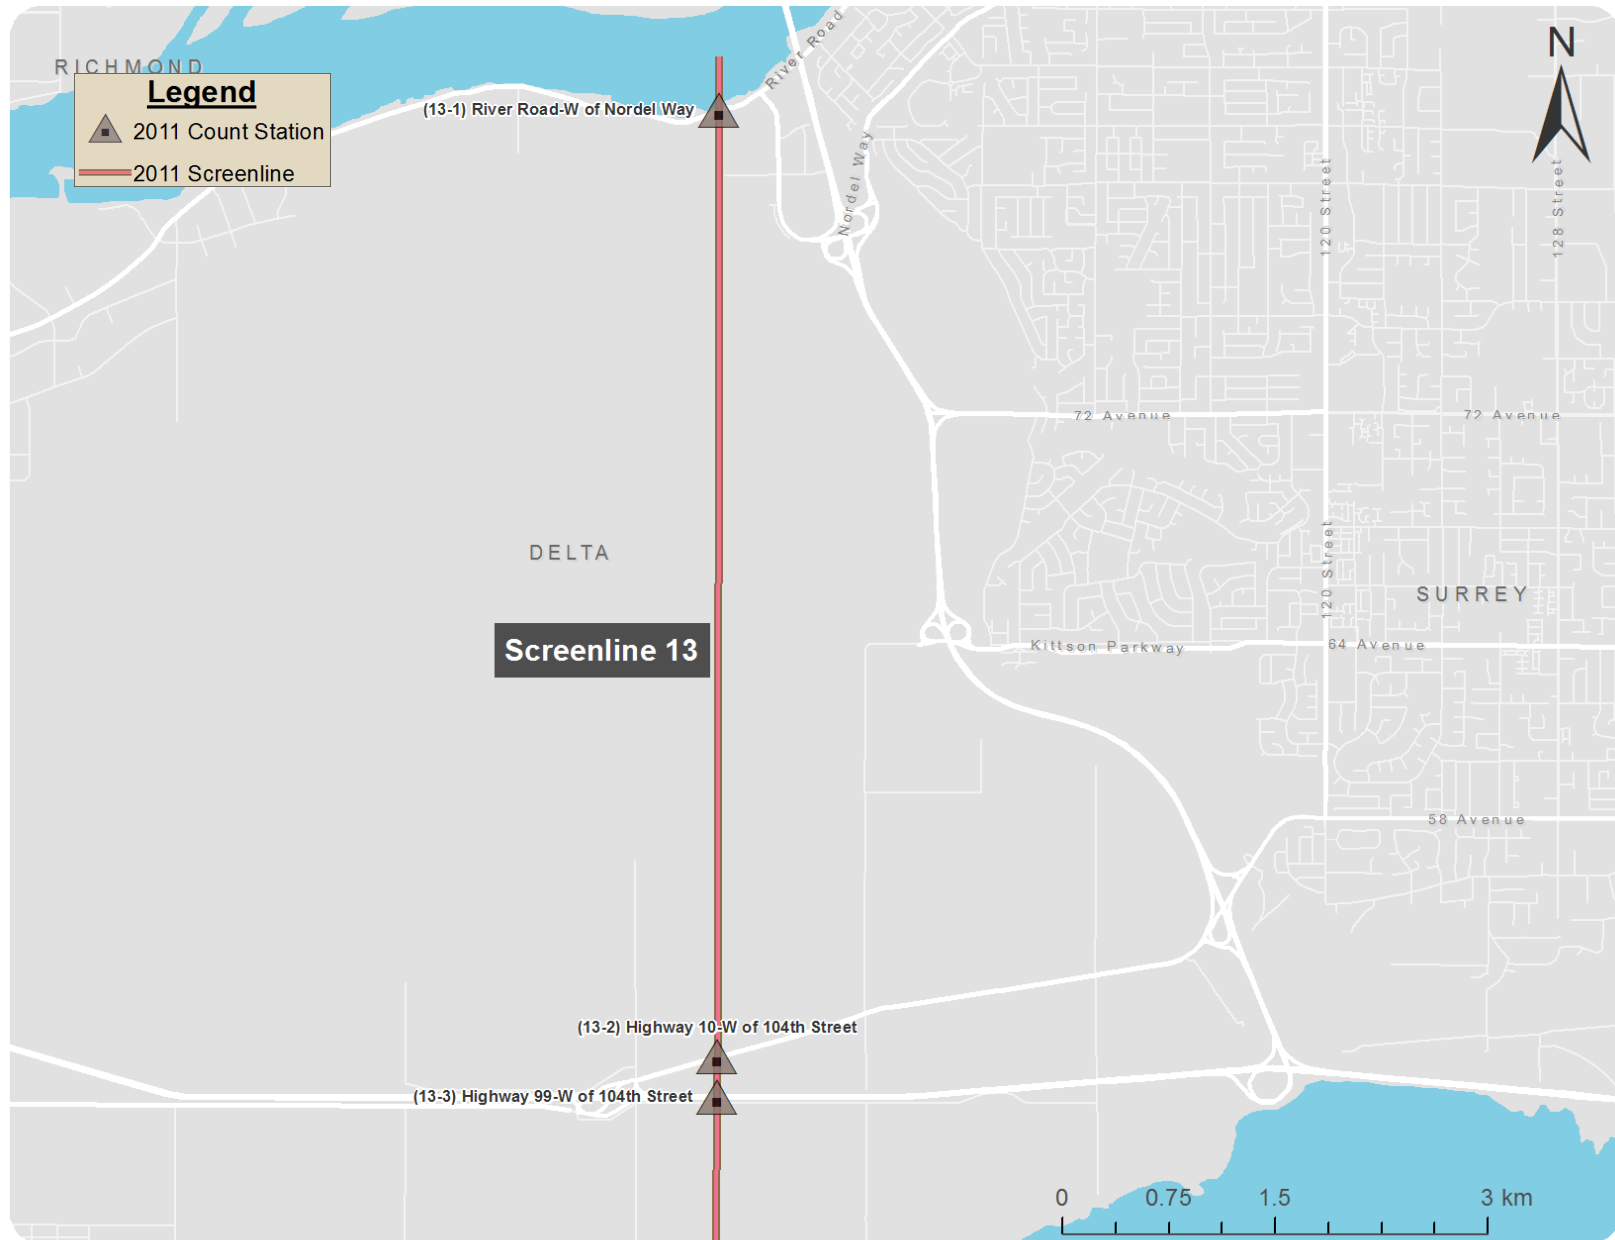 RICHMOND
Legend
2011 Count Station
2011 Screenline
(13-1) River Road-W of Nordel Way
River Road
Nordel Way
N
120 Street
128 Street
72 Avenue
72 Avenue
DELTA
120 Street
SURREY
Screenline 13
Kittson Parkway
64 Avenue
58 Avenue
(13-2) Highway 10-W of 104th Street
(13-3) Highway 99-W of 104th Street
0 0.75 1.5 3 km